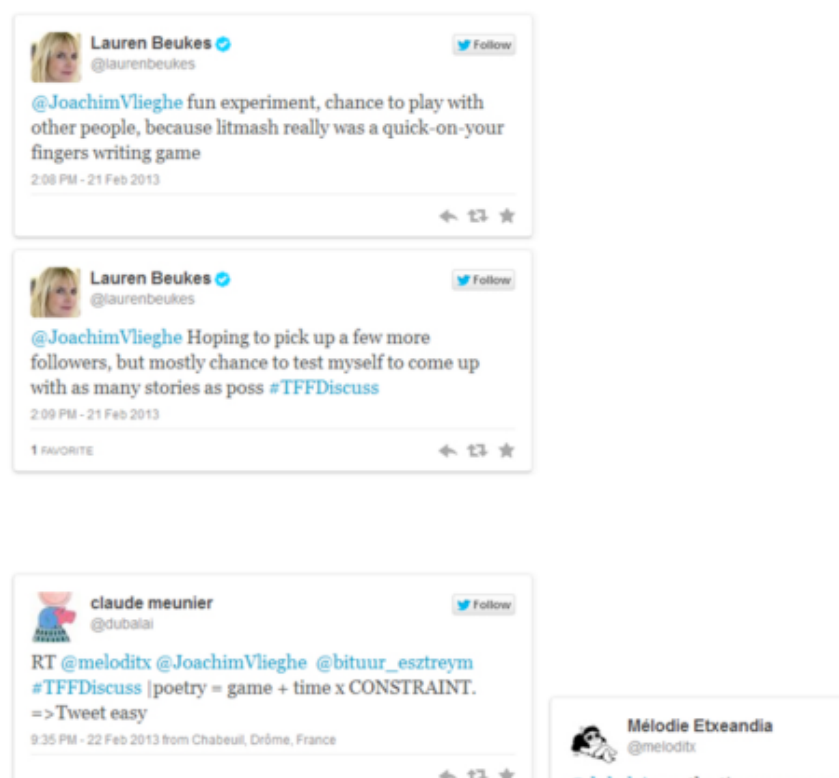 Lauren Beukes
Follow
@laurenbeukes
@JoachimVlieghe fun experiment, chance to play with
other people, because litmash really was a quick-on-your
fingers writing game
2:08 PM - 21 Feb 2013
Lauren Beukes
Follow
@laurenbeukes
@JoachimVlieghe Hoping to pick up a few more
followers, but mostly chance to test myself to come up
with as many stories as poss #TFFDiscuss
2:09 PM - 21 Feb 2013
1 FAVORITE
claude meunier
Follow
@dubalai
RT @meloditx @JoachimVlieghe @bituur_esztreym
#TFFDiscuss |poetry = game + time x CONSTRAINT.
=>Tweet easy
9:35 PM - 22 Feb 2013 from Chabeuil, Drôme, France
Mélodie Etxeandia
@meloditx